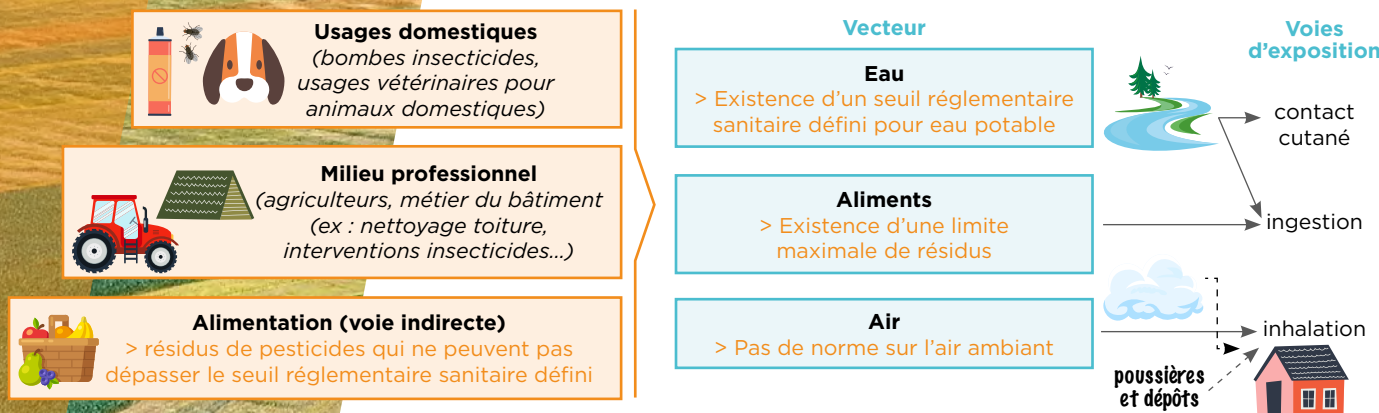 Usages domestiques
(bombes insecticides,
usages vétérinaires pour
animaux domestiques)
Milieu professionnel
(agriculteurs, métier du bâtiment
(ex : nettoyage toiture,
interventions insecticides...)
Alimentation (voie indirecte)
> résidus de pesticides qui ne peuvent pas
dépasser le seuil réglementaire sanitaire défini
Vecteur
Eau
> Existence d'un seuil réglementaire
sanitaire défini pour eau potable
Aliments
> Existence d'une limite
maximale de résidus
Air
> Pas de norme sur l'air ambiant
Voies
d'exposition
contact
cutané
ingestion
inhalation
poussières
et dépôts